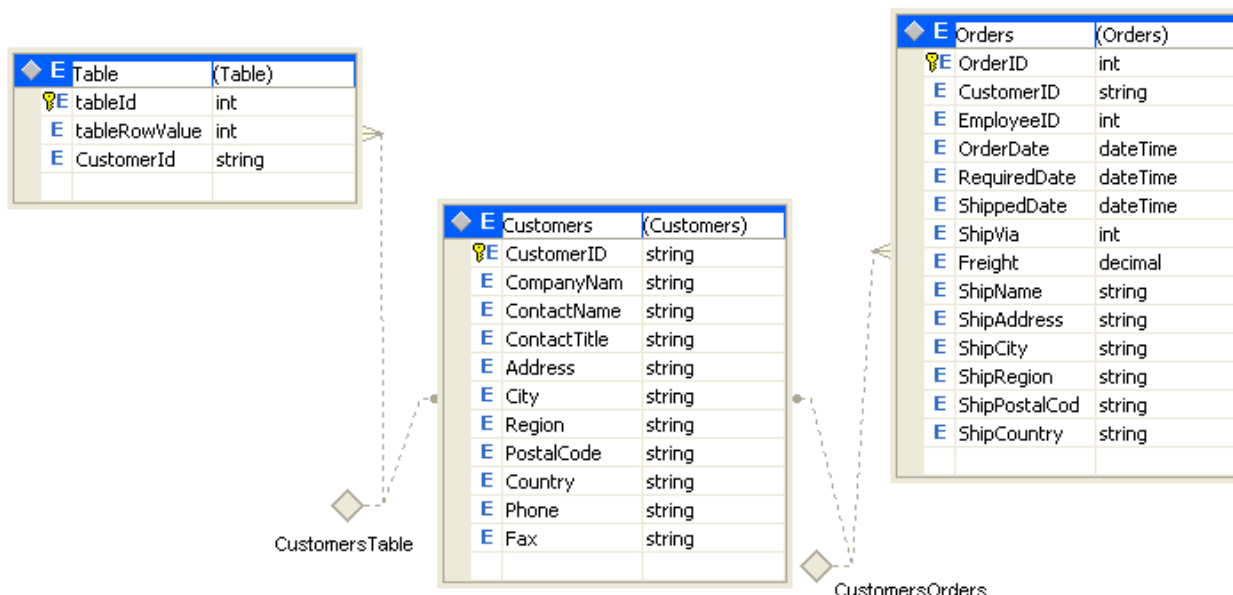 E Table (Table)
E tableId int
E tableRowValue int
E CustomerId string
CustomersTable
E Customers (Customers)
E CustomerID string
E CompanyNam string
E ContactName string
E ContactTitle string
E Address string
E City string
E Region string
E PostalCode string
E Country string
E Phone string
E Fax string
CustomersOrders
E Orders (Orders)
E OrderID int
E CustomerID string
E EmployeeID int
E OrderDate dateTime
E RequiredDate dateTime
E ShippedDate dateTime
E ShipVia int
E Freight decimal
E ShipName string
E ShipAddress string
E ShipCity string
E ShipRegion string
E ShipPostalCod string
E ShipCountry string